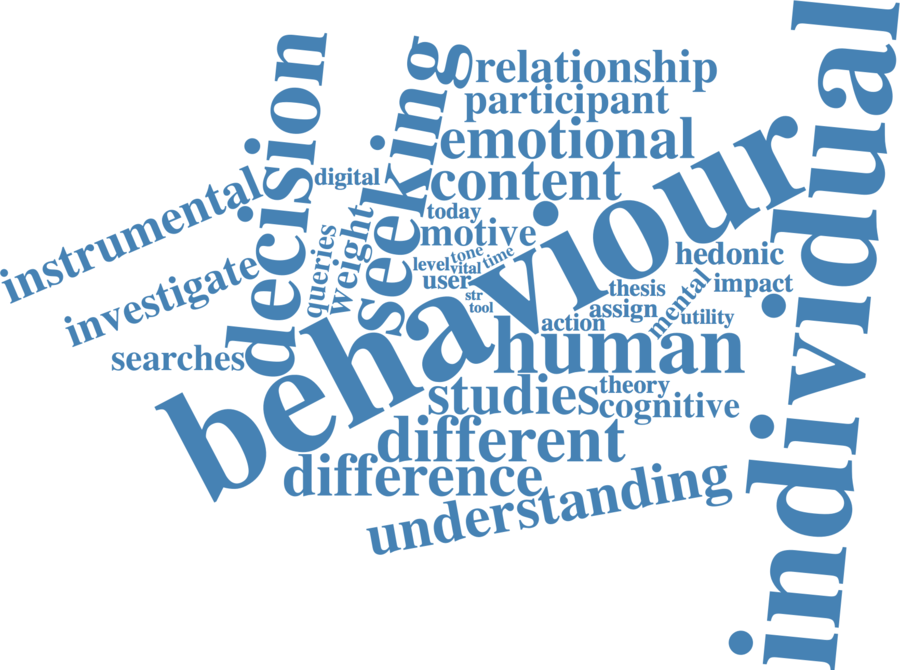 individual
decision
seeking
relationship
participant
emotional
content
behaviour
instrumental
digital
today
motive
queries
weight
investigate
level
tone
vital
time
user
str
tool
hedonic
impact
thesis
mental
assign
utility
action
human
searches
studies
theory
cognitive
different
difference
understanding